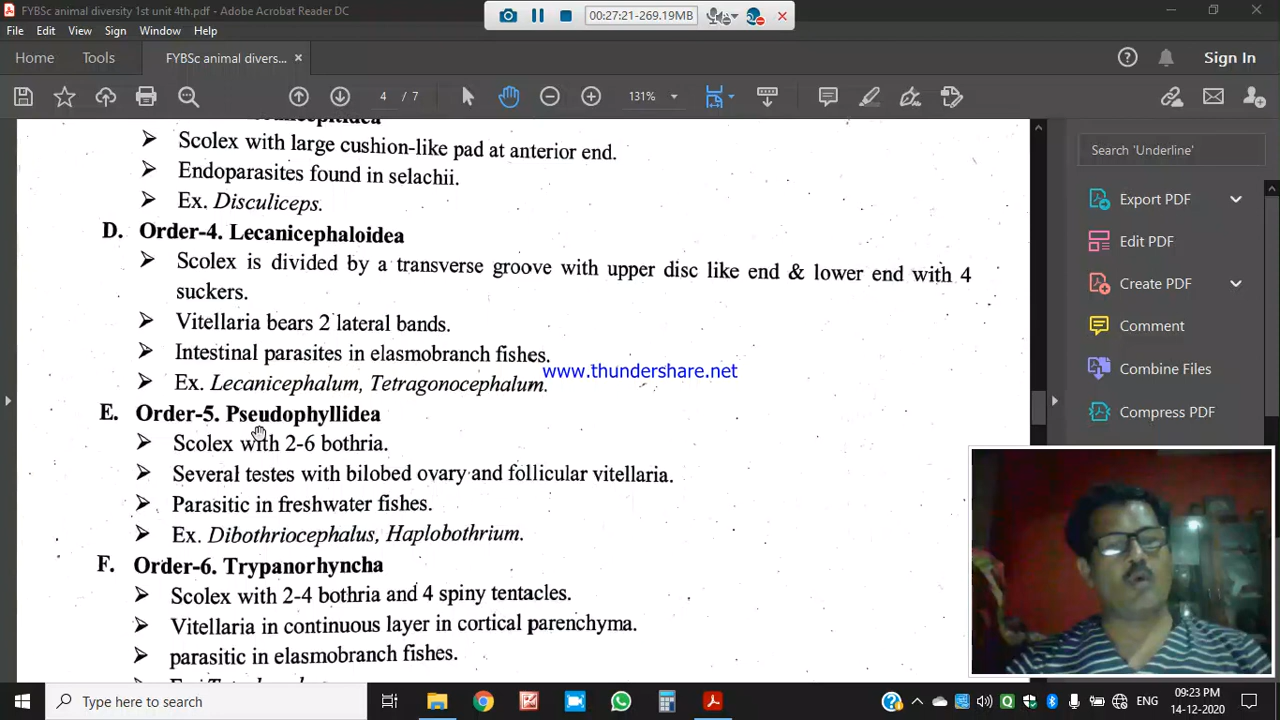 FYBSc animal diversity 1st unit 4th.pdf - Adobe Acrobat Reader DC
00:27:21-269.19MB
File Edit View Sign Window Help
Home Tools FYBSc animal divers... × Sign In
4 / 7 131%
Scolex with large cushion-like pad at anterior end.
Endoparasites found in selachii.
Ex. Disculiceps.
D. Order-4. Lecanicephaloidea
Scolex is divided by a transverse groove with upper disc like end & lower end with 4
suckers.
Vitellaria bears 2 lateral bands.
Intestinal parasites in elasmobranch fishes.
www.thundershare.net
Ex. Lecanicephalum, Tetragonocephalum.
E. Order-5. Pseudophyllidea
Scolex with 2-6 bothria.
Several testes with bilobed ovary and follicular vitellaria.
Parasitic in freshwater fishes.
Ex. Dibothriocephalus, Haplobothrium.
F. Order-6. Trypanorhyncha
Scolex with 2-4 bothria and 4 spiny tentacles.
Vitellaria in continuous layer in cortical parenchyma.
parasitic in elasmobranch fishes.
Search 'Underline'
Export PDF
Edit PDF
Create PDF
Comment
Combine Files
Compress PDF
Type here to search
ENG
09:23 PM
14-12-2020